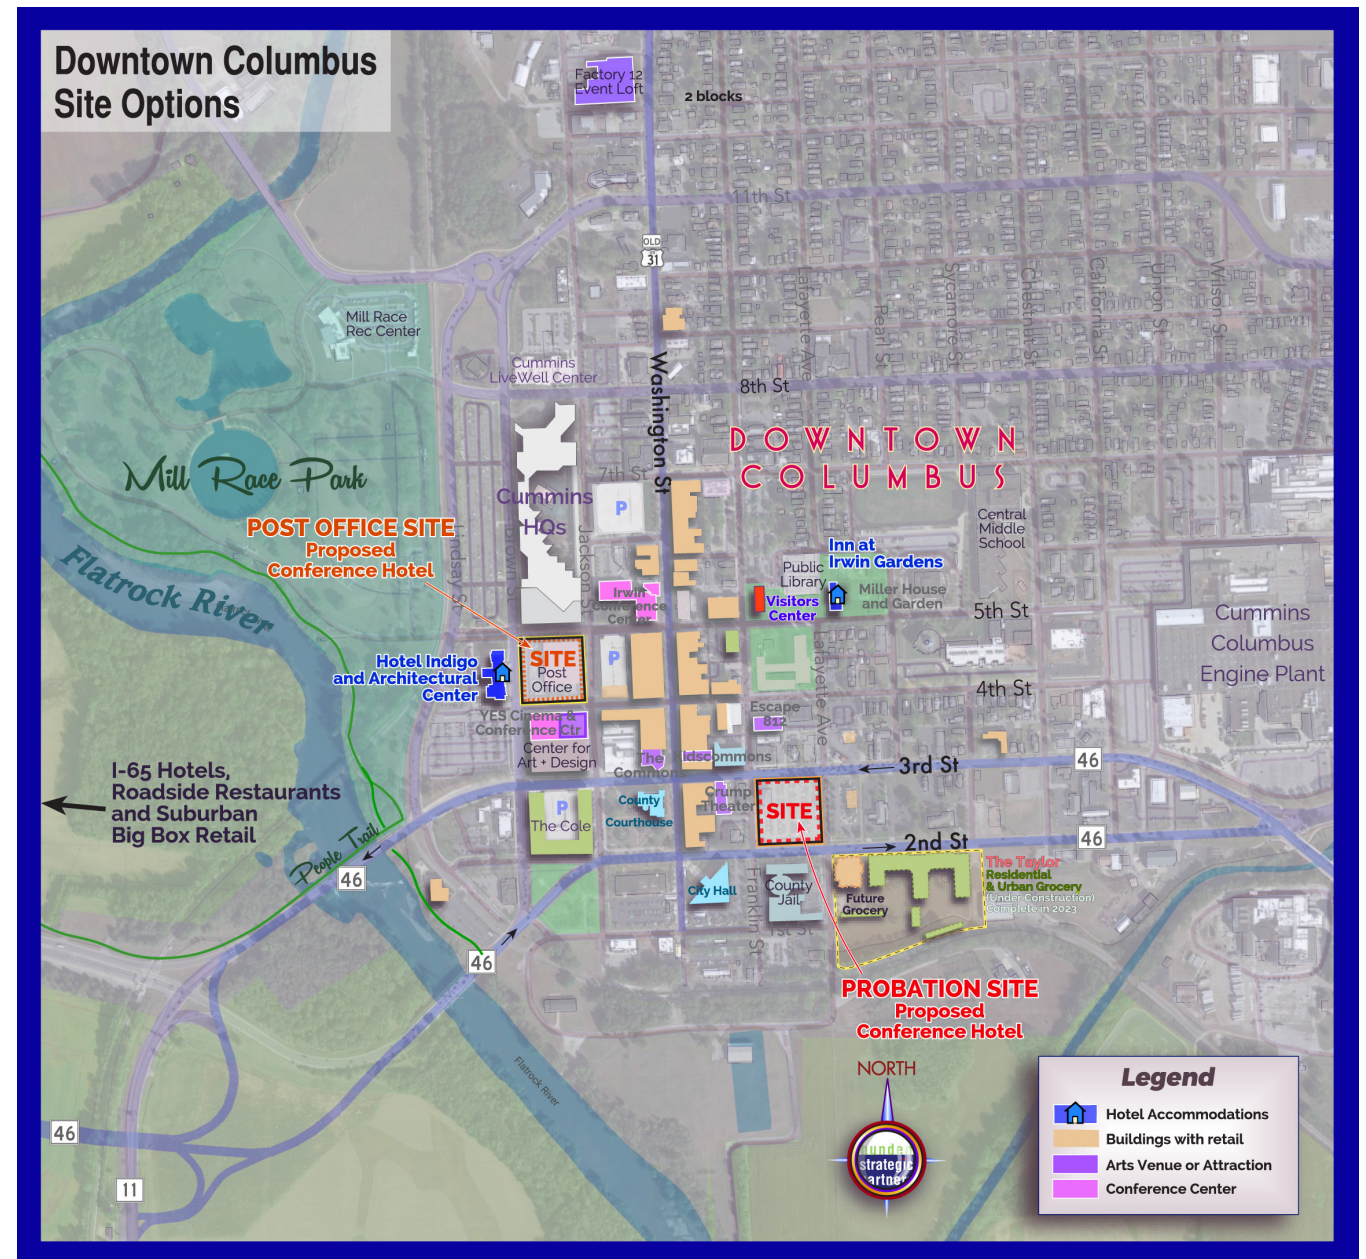 Downtown Columbus
Site Options
Factory 12
Event Loft
2 blocks
11th St
OLD
31
Mill Race
Rec Center
Cummins
LiveWell Center
Washington St
8th St
Lafayette Ave
Pearl St
Sycamore St
Chestnut St
California St
Union St
Wilson St
DOWNTOWN
COLUMBUS
Mill Race Park
7th St
Cummins
HQs
P
Central
Middle
School
POST OFFICE SITE
Proposed
Conference Hotel
Lindsay St
Brown St
Jackson St
Flatrock River
Inn at
Irwin Gardens
Public
Library
Miller House
and Garden
Visitors
Center
Irwin
Conference
Center
5th St
Cummins
Columbus
Engine Plant
Hotel Indigo
and Architectural
Center
SITE
Post
Office
P
4th St
Lafayette Ave
YES Cinema &
Conference Ctr
Center for
Art + Design
Escape
812
The
Commons
kidscommons
3rd St
46
I-65 Hotels,
Roadside Restaurants
and Suburban
Big Box Retail
P
The Cole
County
Courthouse
Crump
Theater
SITE
2nd St
46
People Trail
46
City Hall
Franklin St
County
Jail
1st St
Future
Grocery
The Taylor
Residential
& Urban Grocery
(Under Construction)
Complete in 2023
46
PROBATION SITE
Proposed
Conference Hotel
Flatrock River
NORTH
strategic
46
11
Legend
Hotel Accommodations
Buildings with retail
Arts Venue or Attraction
Conference Center